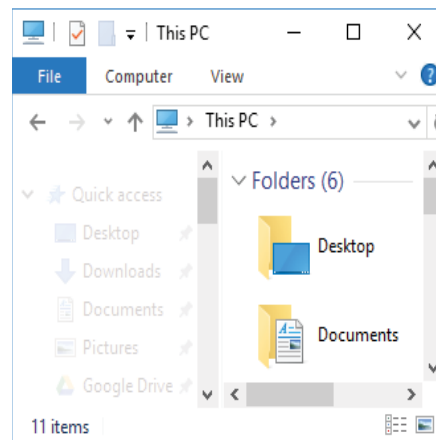 This PC
File Computer View
This PC
Quick access
Desktop
Downloads
Documents
Pictures
Google Drive
Folders (6)
Desktop
Documents
11 items